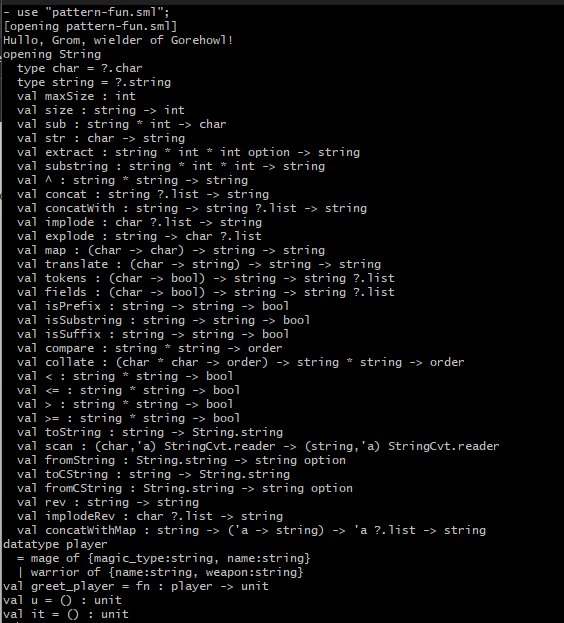 - use "pattern-fun.sml";
[opening pattern-fun.sml]
Hullo, Grom, wielder of Gorehowl!
opening String
  type char = ?.char
  type string = ?.string
  val maxSize : int
  val size : string -> int
  val sub : string * int -> char
  val str : char -> string
  val extract : string * int * int option -> string
  val substring : string * int * int -> string
  val ^ : string * string -> string
  val concat : string ?.list -> string
  val concatWith : string -> string ?.list -> string
  val implode : char ?.list -> string
  val explode : string -> char ?.list
  val map : (char -> char) -> string -> string
  val translate : (char -> string) -> string -> string
  val tokens : (char -> bool) -> string -> string ?.list
  val fields : (char -> bool) -> string -> string ?.list
  val isPrefix : string -> string -> bool
  val isSubstring : string -> string -> bool
  val isSuffix : string -> string -> bool
  val compare : string * string -> order
  val collate : (char * char -> order) -> string * string -> order
  val < : string * string -> bool
  val <= : string * string -> bool
  val > : string * string -> bool
  val >= : string * string -> bool
  val toString : string -> String.string
  val scan : (char,'a) StringCvt.reader -> (string,'a) StringCvt.reader
  val fromString : String.string -> string option
  val toCString : string -> String.string
  val fromCString : String.string -> string option
  val rev : string -> string
  val implodeRev : char ?.list -> string
  val concatWithMap : string -> ('a -> string) -> 'a ?.list -> string
datatype player
  = mage of {magic_type:string, name:string}
  | warrior of {name:string, weapon:string}
val greet_player = fn : player -> unit
val u = () : unit
val it = () : unit